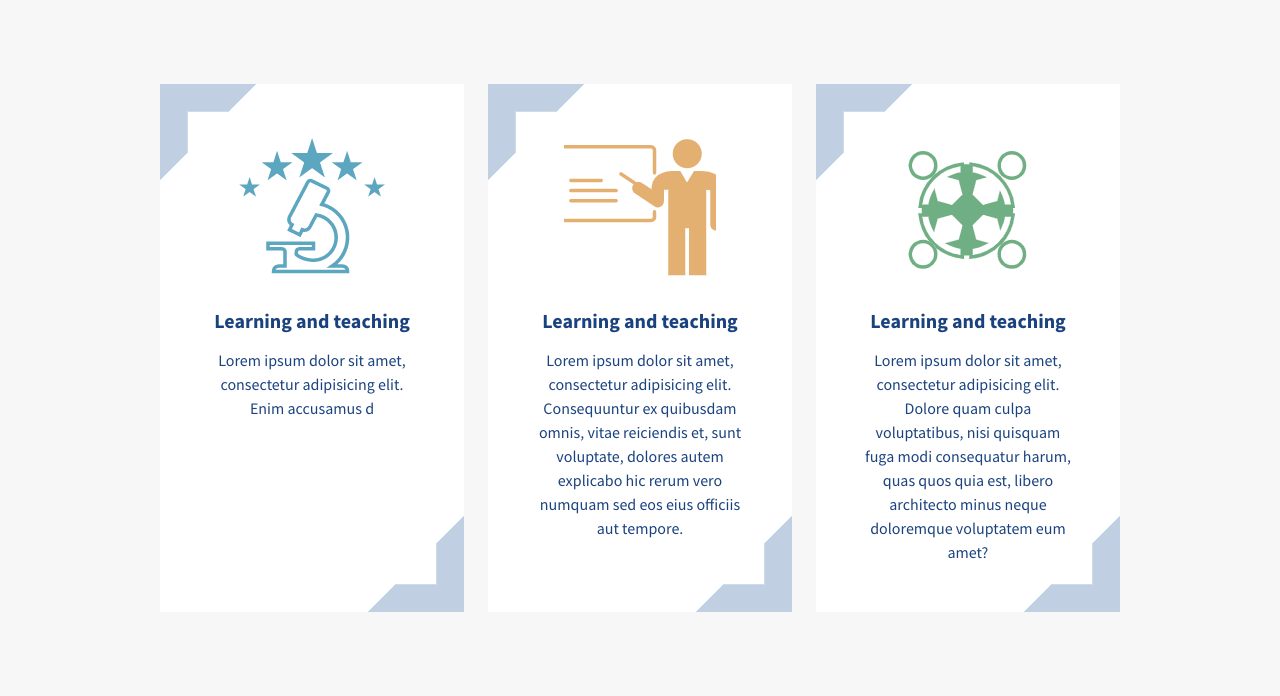 Learning and teaching
Lorem ipsum dolor sit amet,
consectetur adipisicing elit.
Enim accusamus d
Learning and teaching
Lorem ipsum dolor sit amet,
consectetur adipisicing elit.
Consequuntur ex quibusdam
omnis, vitae reiciendis et, sunt
voluptate, dolores autem
explicabo hic rerum vero
numquam sed eos eius officiis
aut tempore.
Learning and teaching
Lorem ipsum dolor sit amet,
consectetur adipisicing elit.
Dolore quam culpa
voluptatibus, nisi quisquam
fuga modi consequatur harum,
quas quos quia est, libero
architecto minus neque
doloremque voluptatem eum
amet?